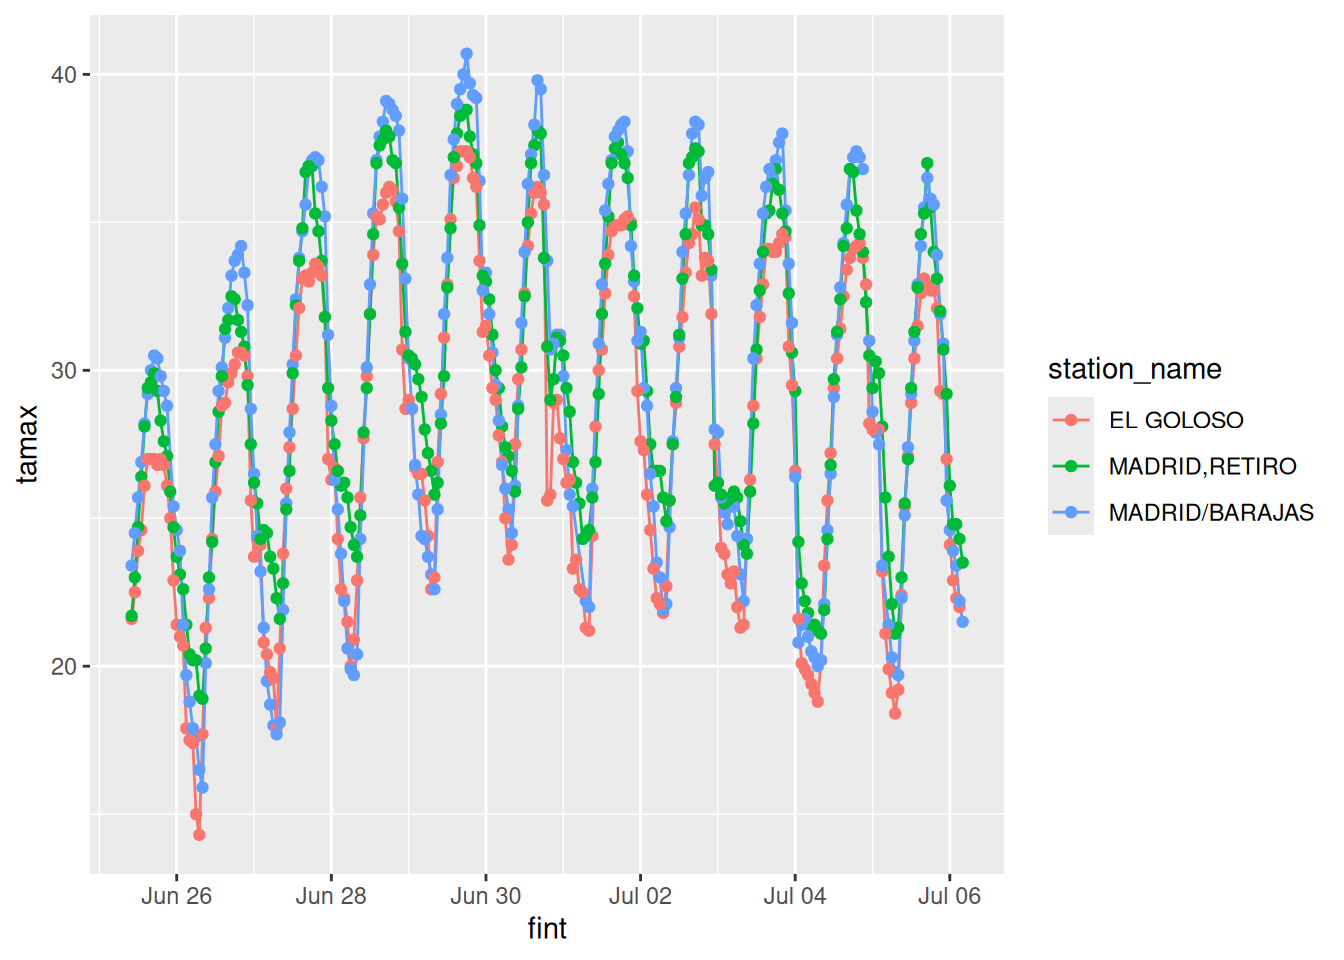 40
30
20
tamax
Jun 26
Jun 28
Jun 30
Jul 02
Jul 04
Jul 06
fint
station_name
EL GOLOSO
MADRID,RETIRO
MADRID/BARAJAS